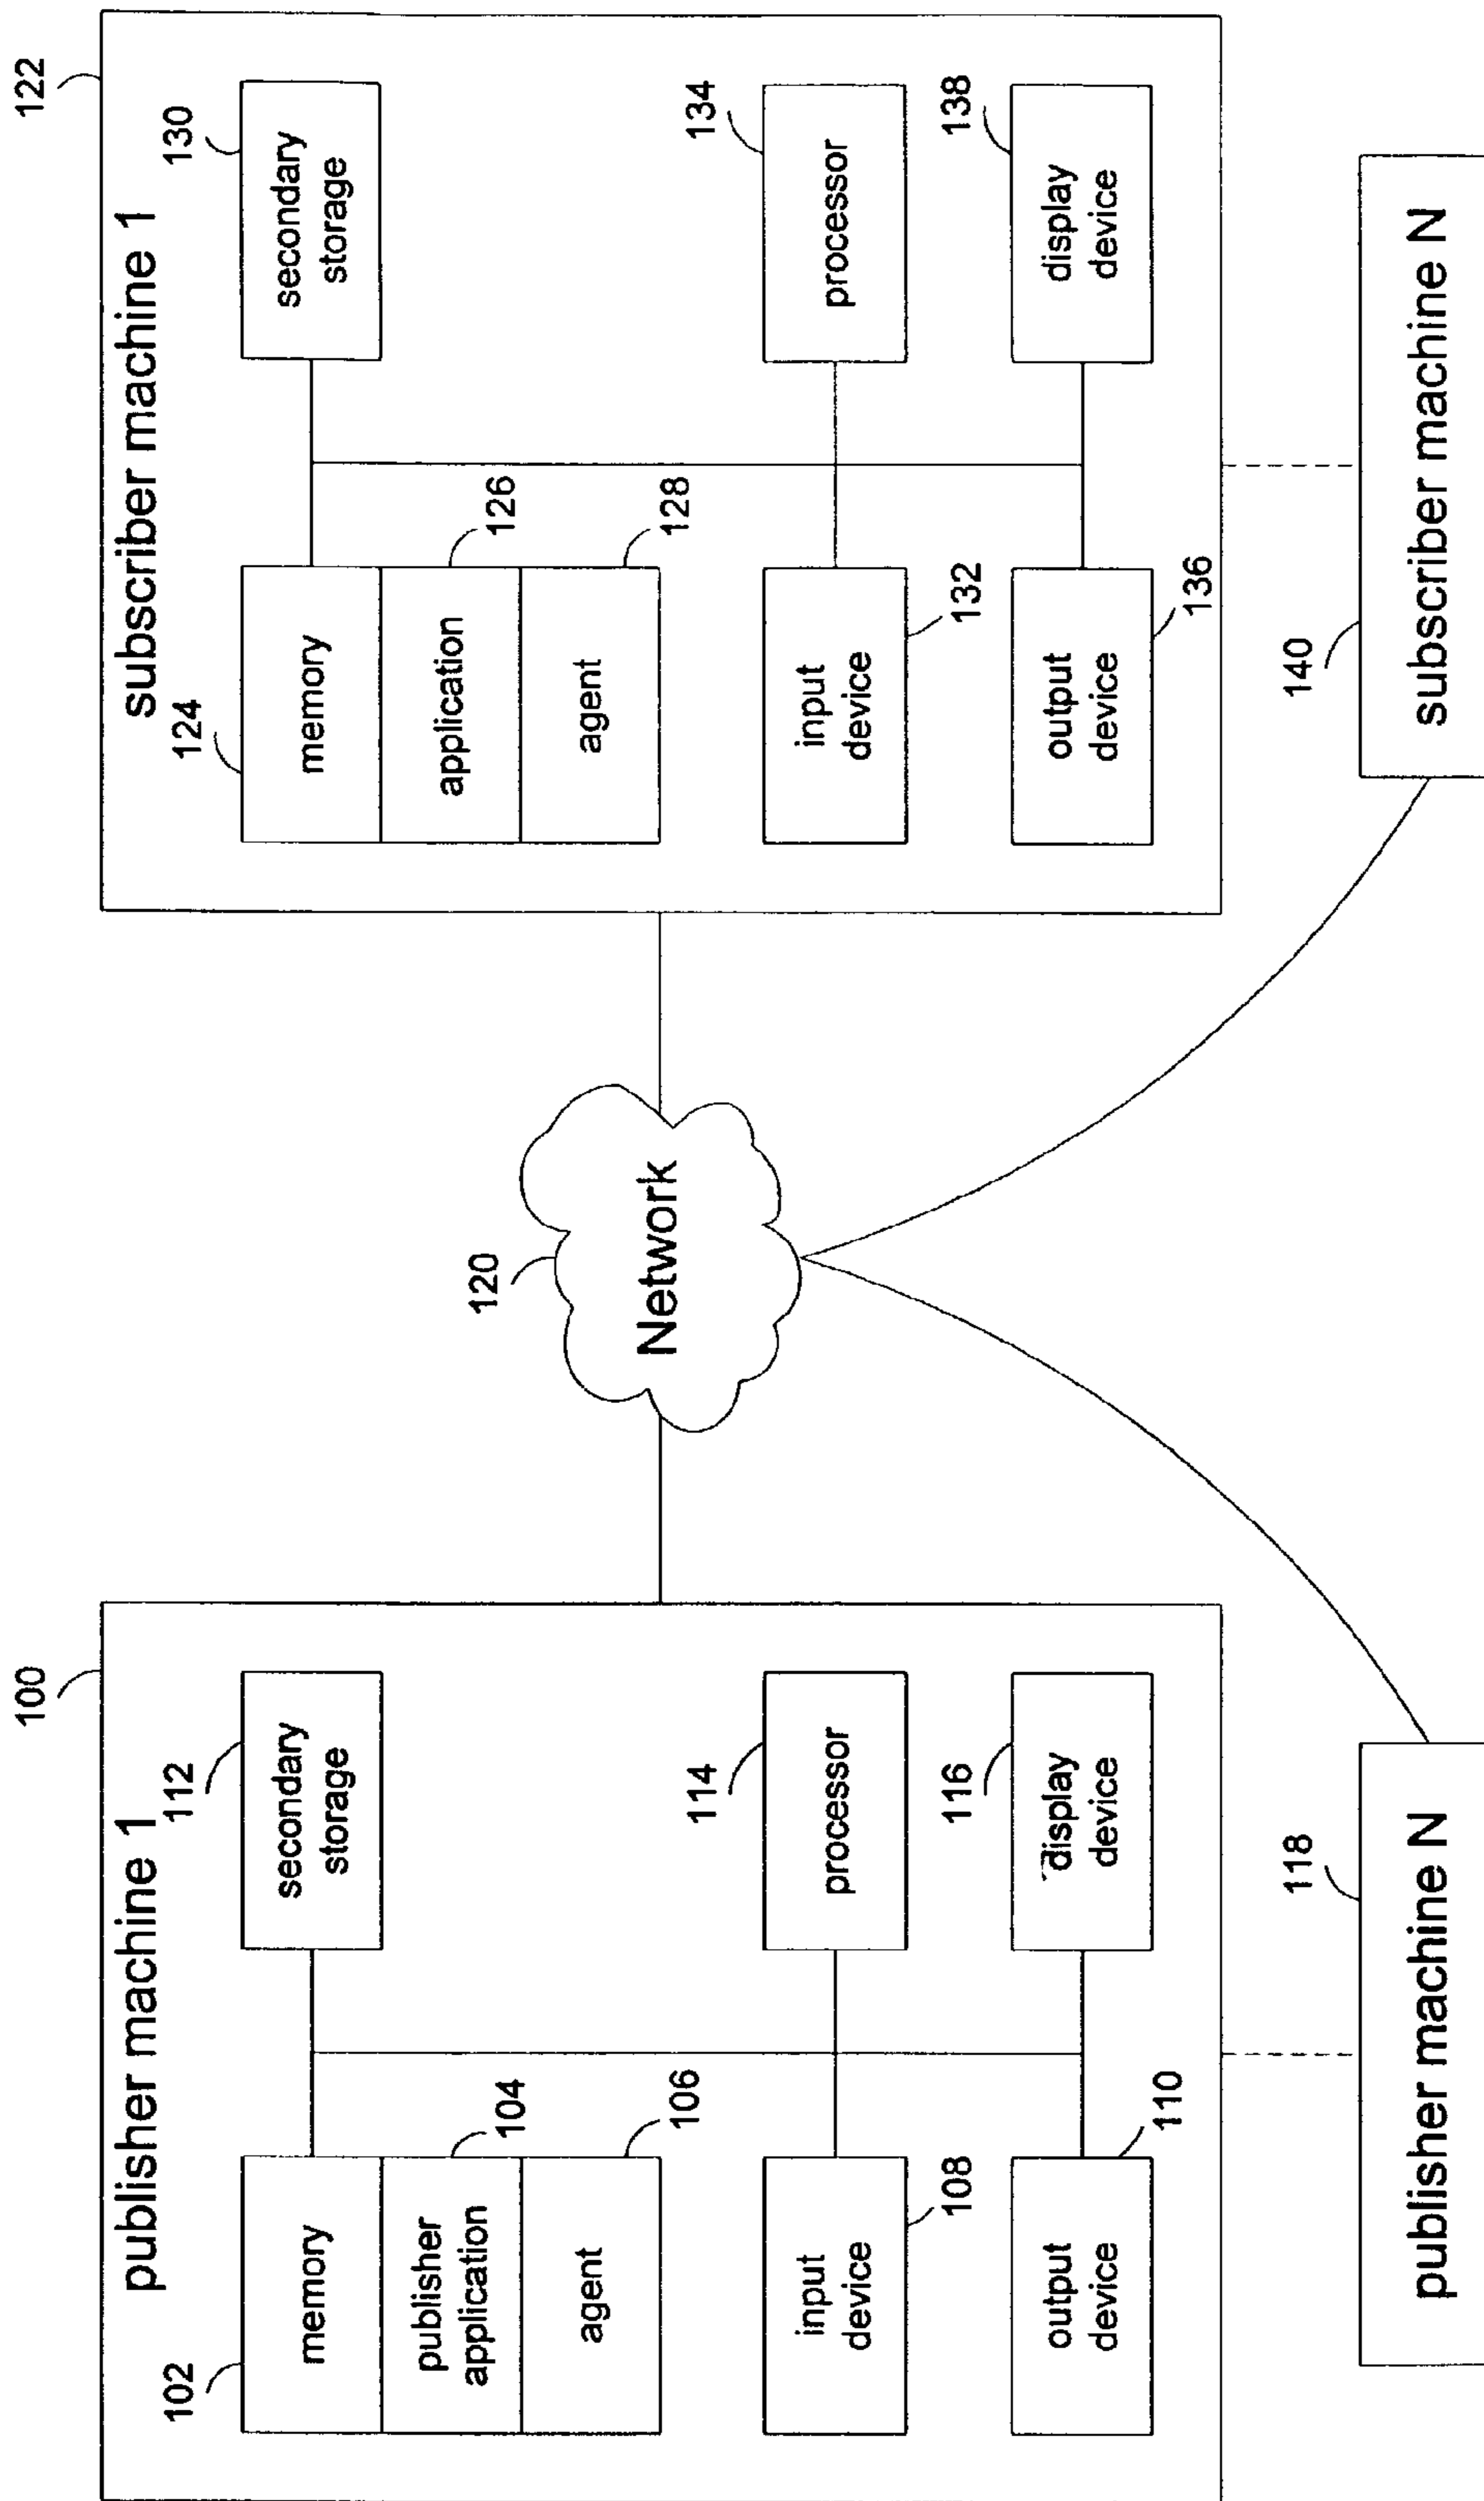 100
publisher machine 1
102
memory
104
publisher
application
106
agent
112
secondary
storage
108
input
device
114
processor
110
output
device
116
display
device
118
publisher machine N
120
Network
122
subscriber machine 1
124
memory
126
application
128
agent
130
secondary
storage
132
input
device
134
processor
136
output
device
138
display
device
140
subscriber machine N